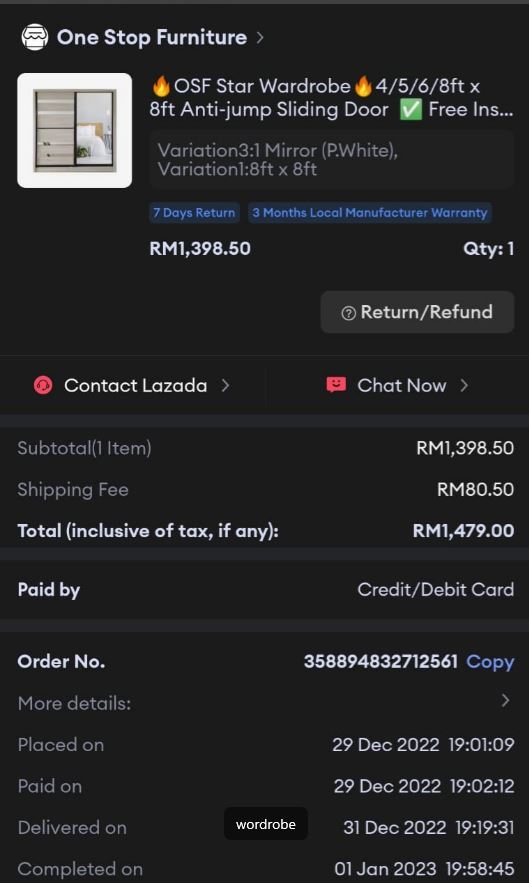 One Stop Furniture
🔥OSF Star Wardrobe🔥4/5/6/8ft x
8ft Anti-jump Sliding Door ✅ Free Ins...
Variation3:1 Mirror (P.White),
Variation1:8ft x 8ft
7 Days Return 3 Months Local Manufacturer Warranty
RM1,398.50 Qty: 1
Return/Refund
Contact Lazada Chat Now
Subtotal(1 Item) RM1,398.50
Shipping Fee RM80.50
Total (inclusive of tax, if any): RM1,479.00
Paid by Credit/Debit Card
Order No. 358894832712561 Copy
More details:
Placed on 29 Dec 2022 19:01:09
Paid on 29 Dec 2022 19:02:12
Delivered on wordrobe 31 Dec 2022 19:19:31
Completed on 01 Jan 2023 19:58:45